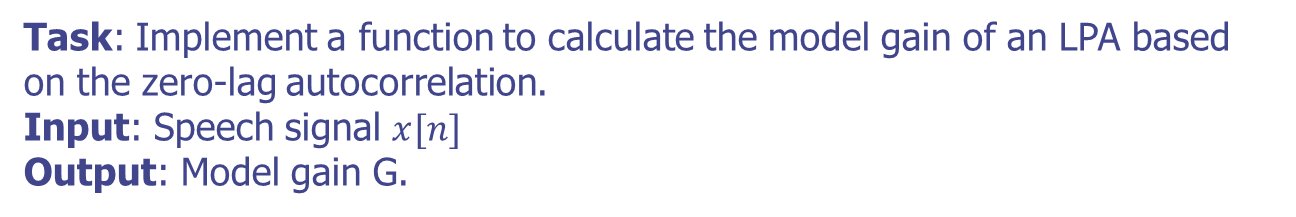 Task: Implement a function to calculate the model gain of an LPA based
on the zero-lag autocorrelation.
Input: Speech signal x[n]
Output: Model gain G.